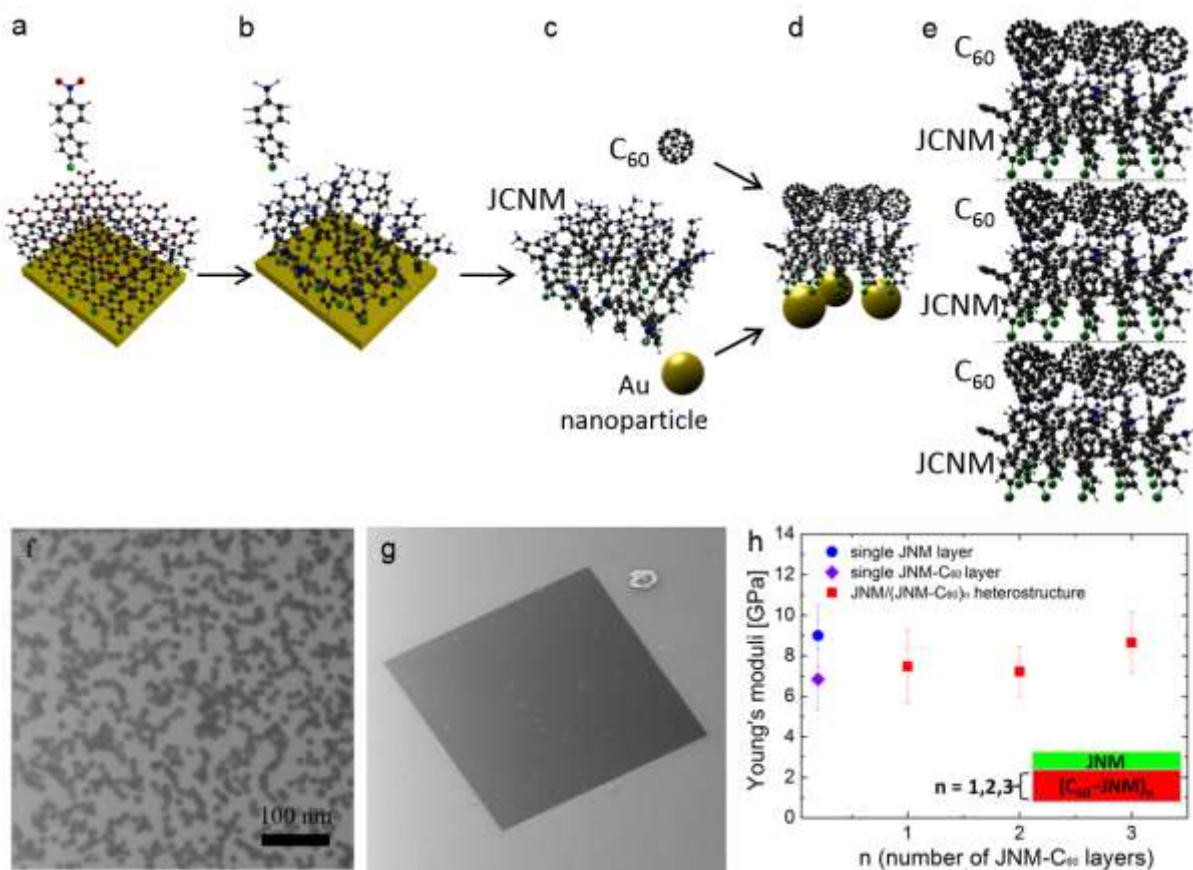 a
b
c
d
e
C₆₀
JCNM
Au
nanoparticle
C₆₀
JCNM
C₆₀
JCNM
C₆₀
JCNM
f
100 nm
g
h
14
12
10
8
6
4
2
0
Young's moduli [GPa]
single JNM layer
single JNM-C₆₀ layer
JNM/(JNM-C₆₀)ₙ heterostructure
JNM
n = 1,2,3
(C₆₀-JNM)ₙ
1
2
3
n (number of JNM-C₆₀ layers)